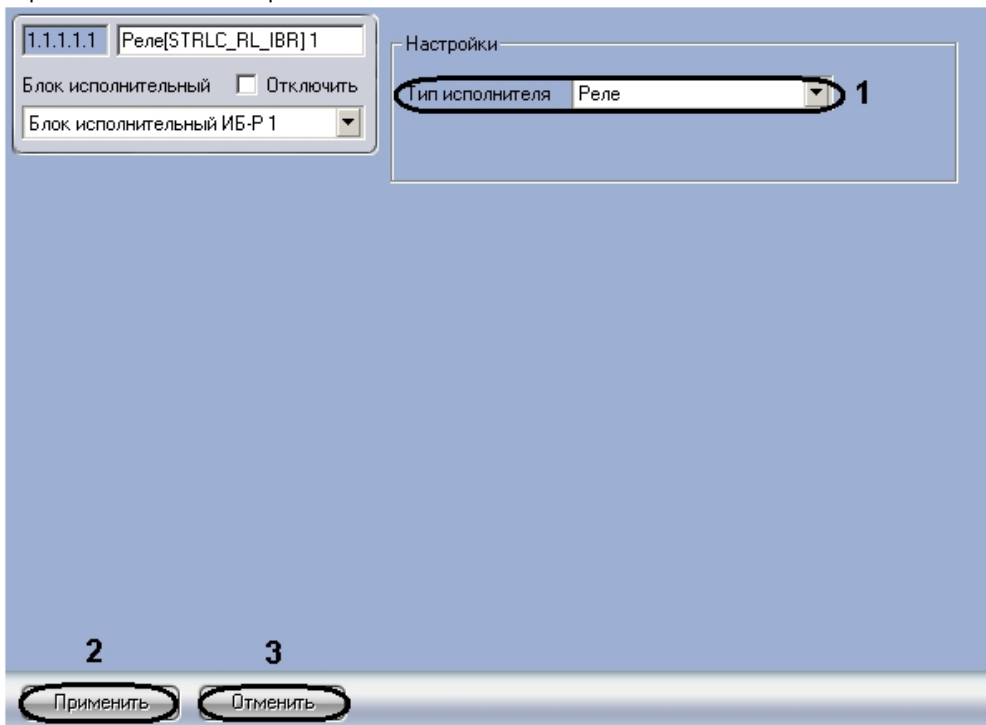 1.1.1.1.1 Реле[STRLC_RL_IBR] 1
Блок исполнительный Отключить
Блок исполнительный ИБ-Р 1
Настройки
Тип исполнителя Реле 1
2 3
Применить Отменить